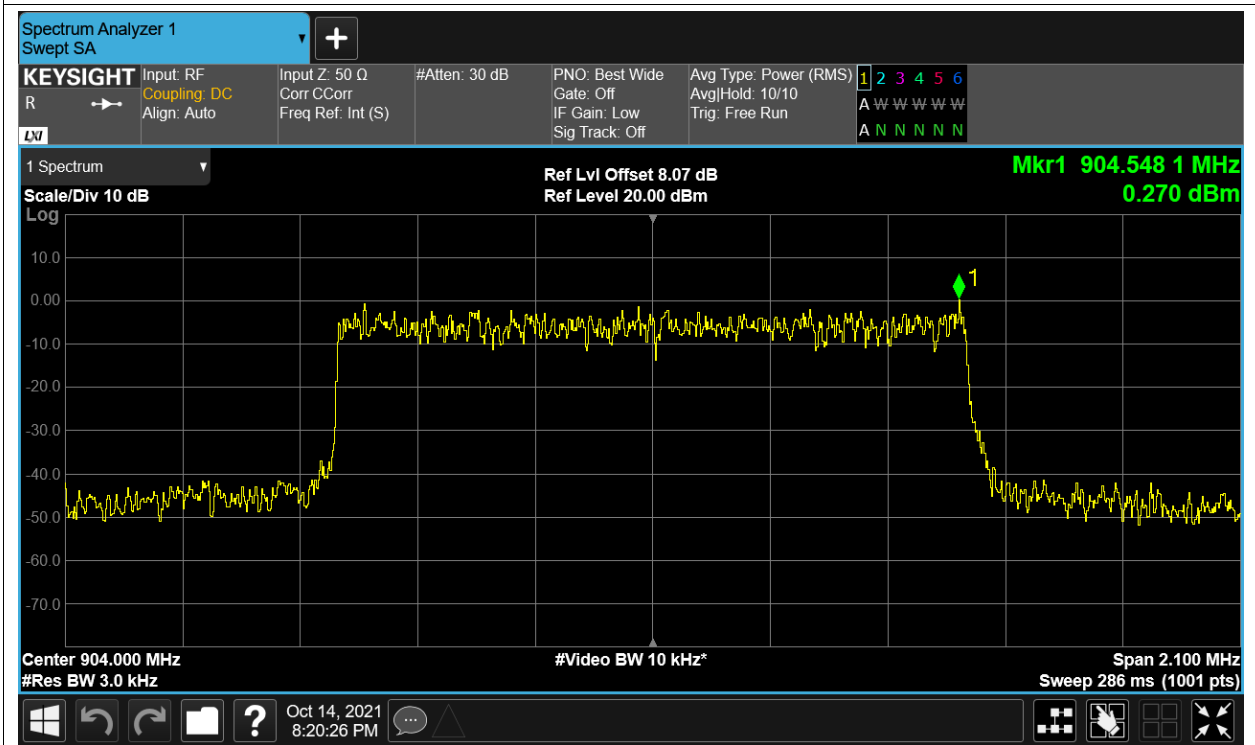 Spectrum Analyzer 1
Swept SA
KEYSIGHT
R
LXI
Input: RF
Coupling: DC
Align: Auto
Input Z: 50 Ω
Corr CCorr
Freq Ref: Int (S)
#Atten: 30 dB
PNO: Best Wide
Gate: Off
IF Gain: Low
Sig Track: Off
Avg Type: Power (RMS)
Avg|Hold: 10/10
Trig: Free Run
1 2 3 4 5 6
A W W W W W
A N N N N N
1 Spectrum
Scale/Div 10 dB
Log
Ref Lvl Offset 8.07 dB
Ref Level 20.00 dBm
Mkr1 904.548 1 MHz
0.270 dBm
1
10.0
0.00
-10.0
-20.0
-30.0
-40.0
-50.0
-60.0
-70.0
Center 904.000 MHz
#Res BW 3.0 kHz
#Video BW 10 kHz*
Span 2.100 MHz
Sweep 286 ms (1001 pts)
?
Oct 14, 2021
8:20:26 PM